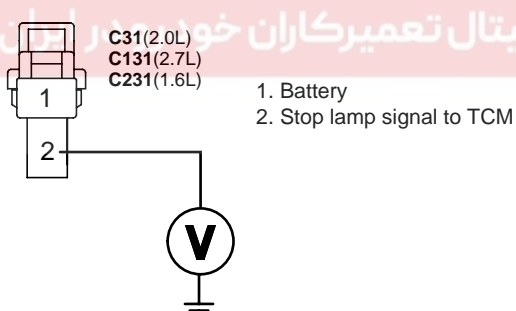 یتال تعمیرکاران خودرو در ایران
C31(2.0L)
C131(2.7L)
C231(1.6L)
1
2
V
1. Battery
2. Stop lamp signal to TCM